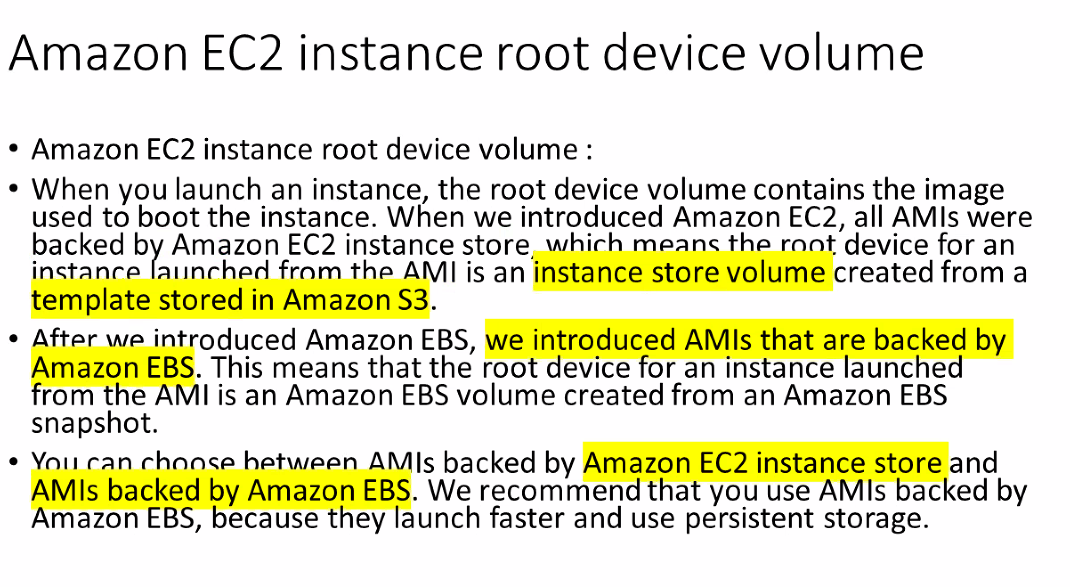 Amazon EC2 instance root device volume
• Amazon EC2 instance root device volume :
• When you launch an instance, the root device volume contains the image
used to boot the instance. When we introduced Amazon EC2, all AMIs were
backed by Amazon EC2 instance store, which means the root device for an
instance launched from the AMI is an instance store volume created from a
template stored in Amazon S3.
• After we introduced Amazon EBS, we introduced AMIs that are backed by
Amazon EBS. This means that the root device for an instance launched
from the AMI is an Amazon EBS volume created from an Amazon EBS
snapshot.
• You can choose between AMIs backed by Amazon EC2 instance store and
AMIs backed by Amazon EBS. We recommend that you use AMIs backed by
Amazon EBS, because they launch faster and use persistent storage.